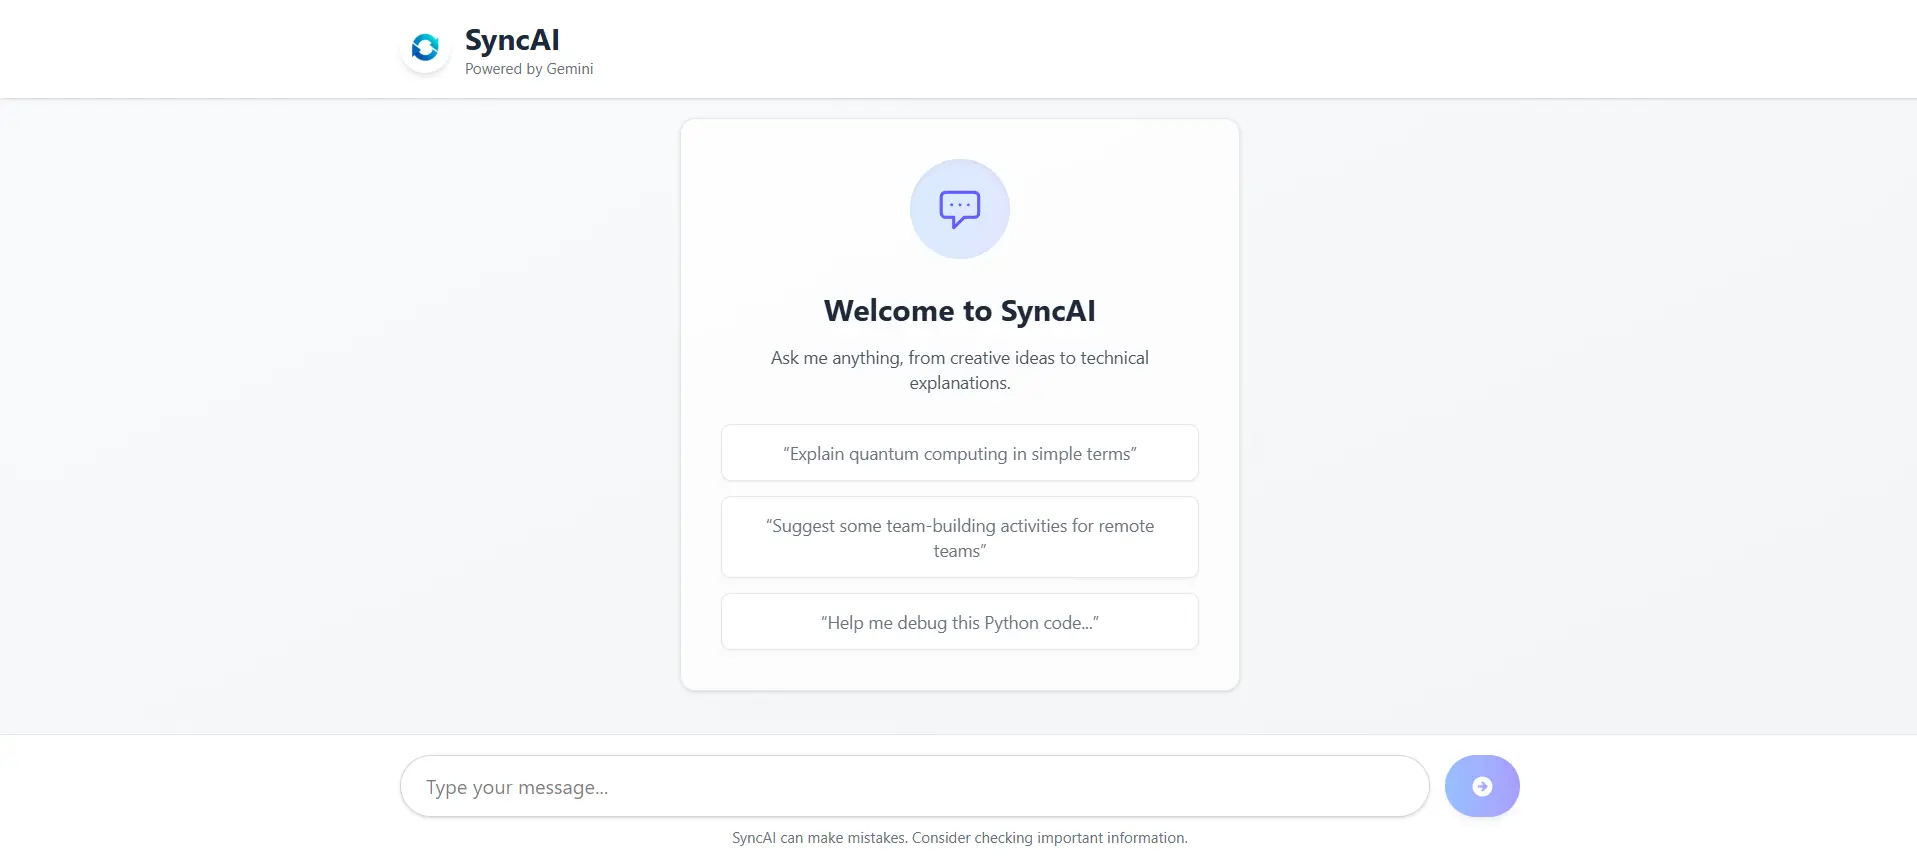 SyncAI
Powered by Gemini
Welcome to SyncAI
Ask me anything, from creative ideas to technical
explanations.
“Explain quantum computing in simple terms”
“Suggest some team-building activities for remote
teams”
“Help me debug this Python code...”
Type your message...
SyncAI can make mistakes. Consider checking important information.